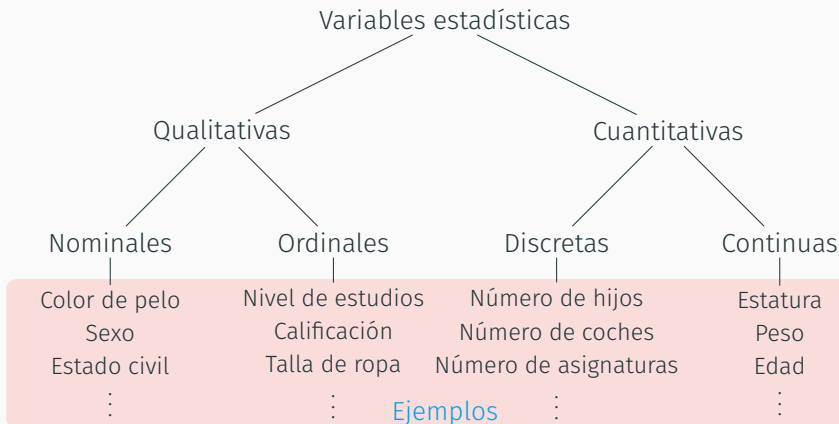 Variables estadísticas
Qualitativas
Cuantitativas
Nominales
Ordinales
Discretas
Continuas
Color de pelo
Sexo
Estado civil
Nivel de estudios
Calificación
Talla de ropa
Número de hijos
Número de coches
Número de asignaturas
Estatura
Peso
Edad
Ejemplos